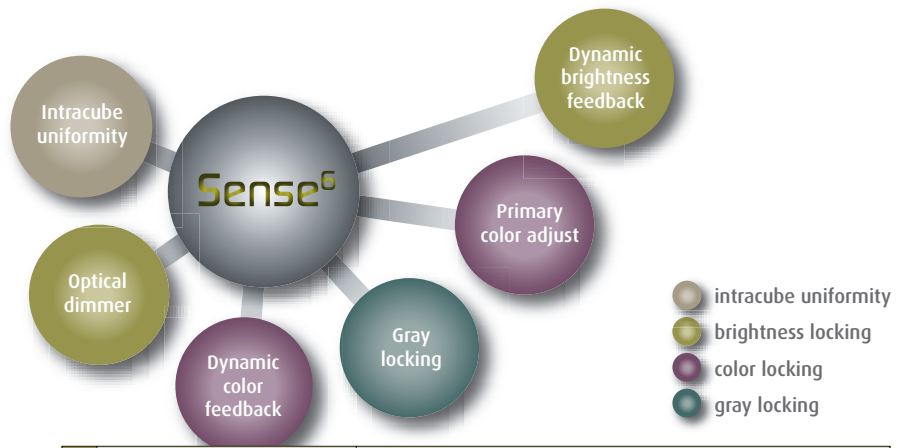 Dynamic
brightness
feedback
Intracube
uniformity
Sense⁶
Primary
color adjust
Optical
dimmer
Gray
locking
Dynamic
color
feedback
intracube uniformity
brightness locking
color locking
gray locking